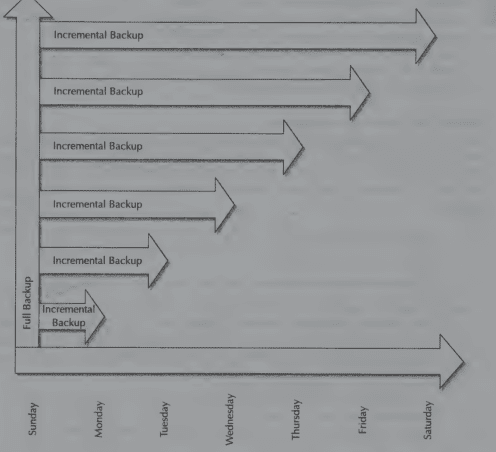 Incremental Backup
Incremental Backup
Incremental Backup
Incremental Backup
Incremental Backup
Incremental
Backup
Full Backup
Sunday
Monday
Tuesday
Wednesday
Thursday
Friday
Saturday